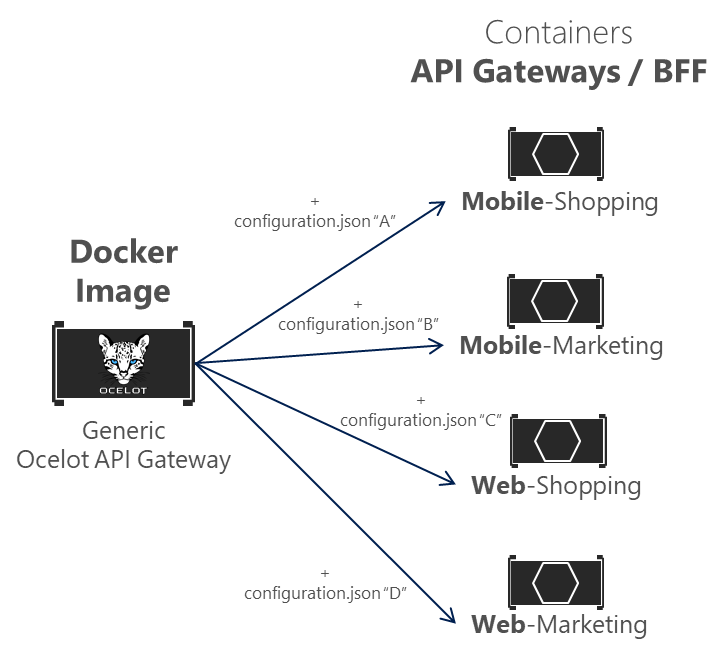 Containers
API Gateways / BFF
+
configuration.json “A”
Mobile-Shopping
Docker
Image
+
configuration.json “B”
Mobile-Marketing
OCELOT
Generic
Ocelot API Gateway
+
configuration.json “C”
Web-Shopping
+
configuration.json “D”
Web-Marketing